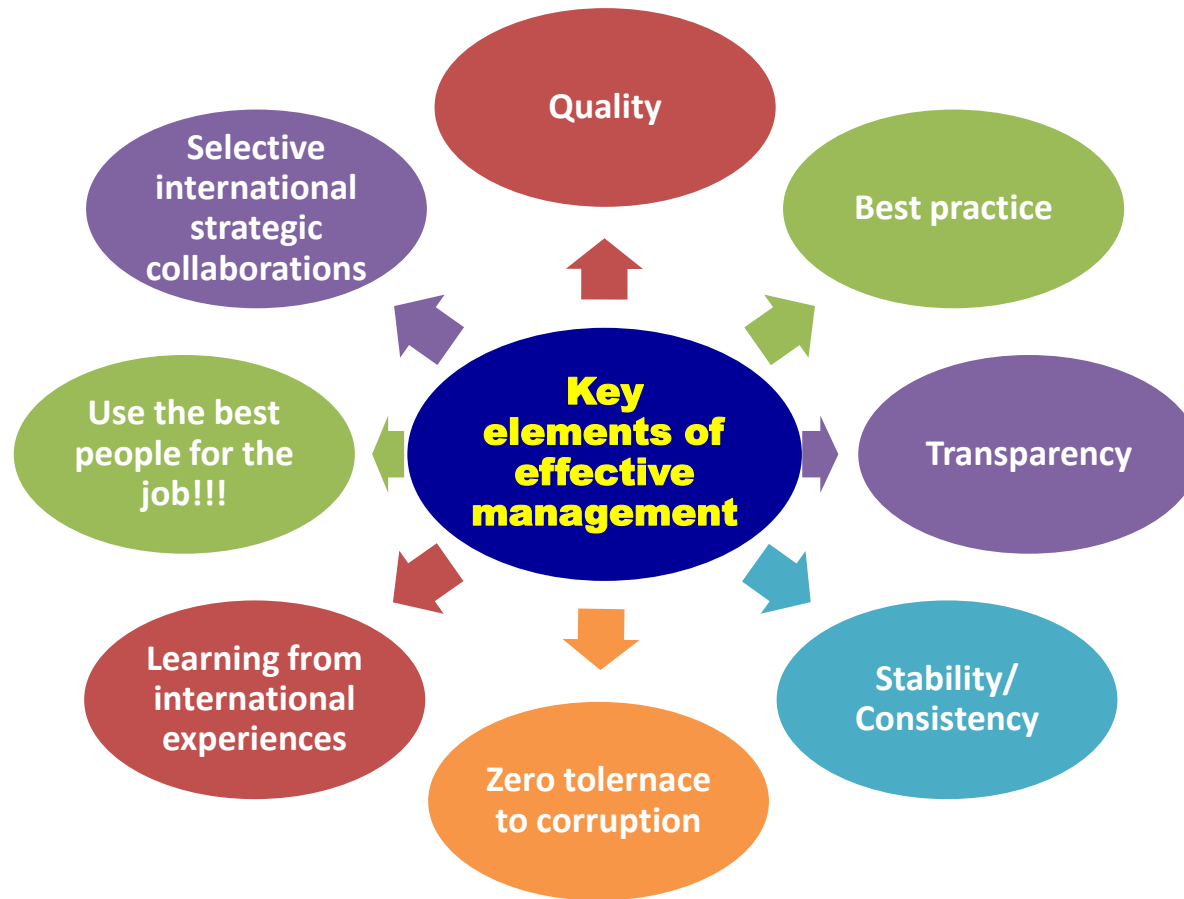 Quality
Best practice
Transparency
Stability/
Consistency
Zero tolernace
to corruption
Learning from
international
experiences
Use the best
people for the
job!!!
Selective
international
strategic
collaborations
Key
elements of
effective
management